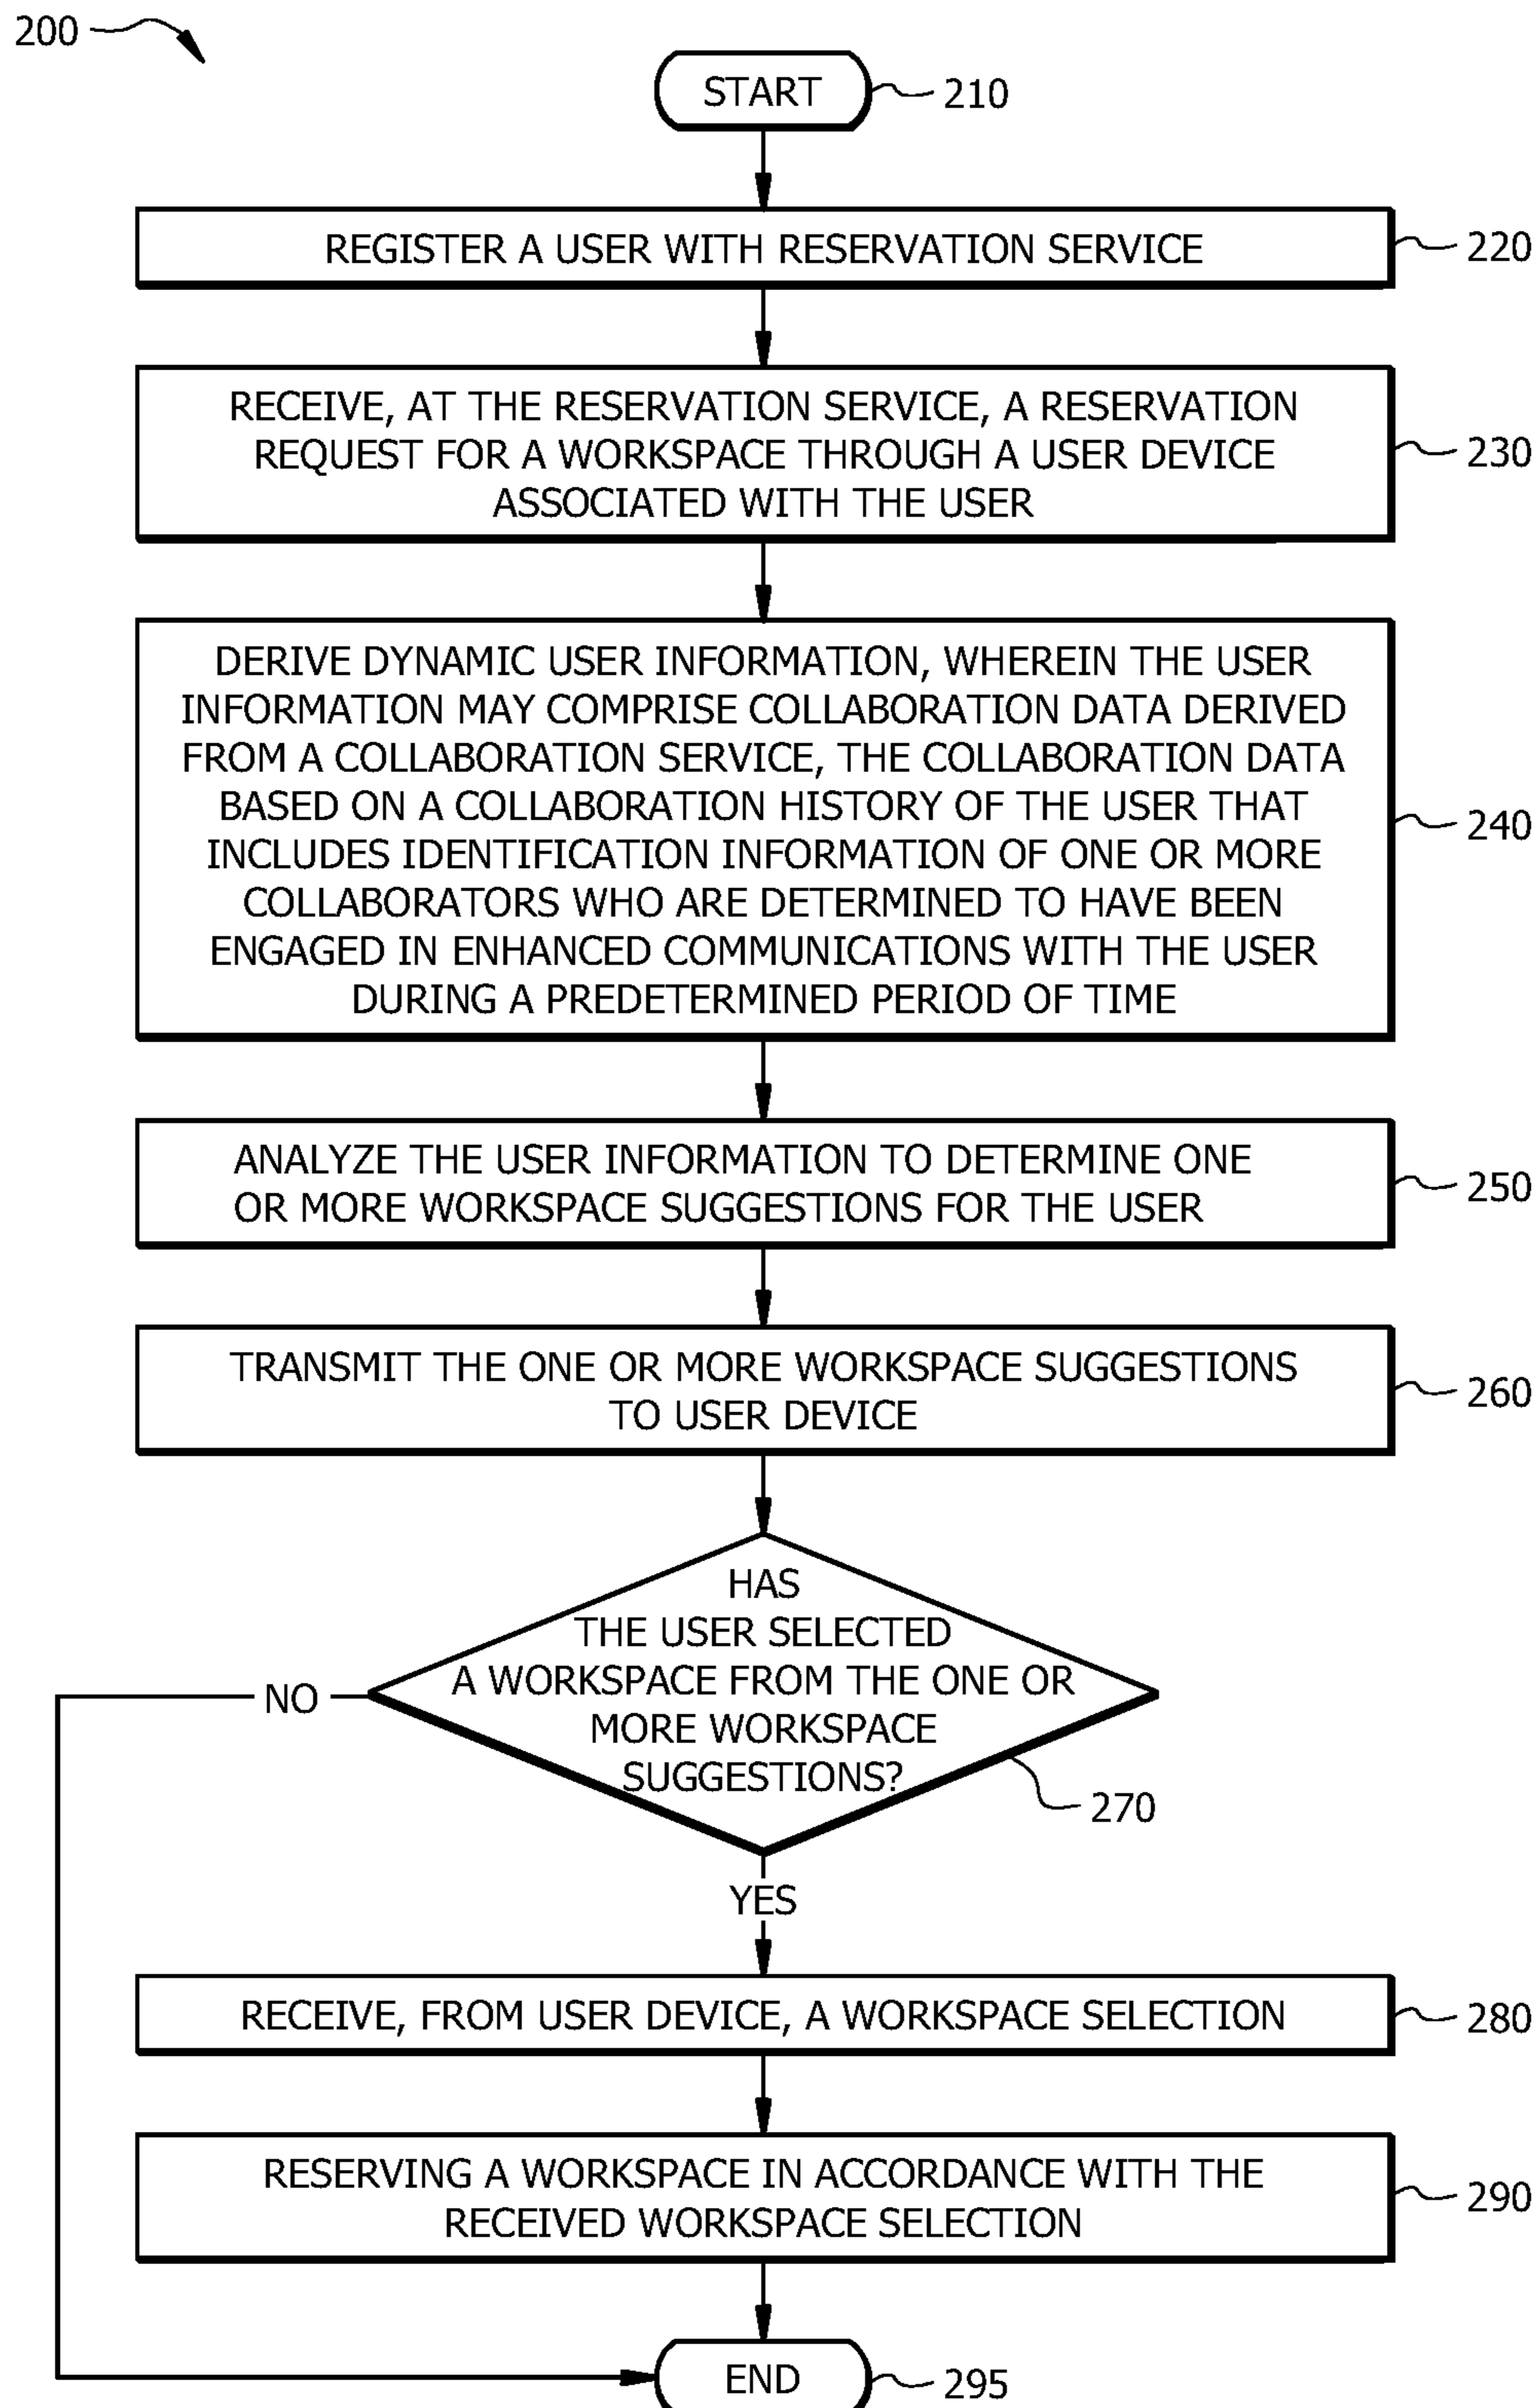 200
START
210
REGISTER A USER WITH RESERVATION SERVICE
220
RECEIVE, AT THE RESERVATION SERVICE, A RESERVATION
REQUEST FOR A WORKSPACE THROUGH A USER DEVICE
ASSOCIATED WITH THE USER
230
DERIVE DYNAMIC USER INFORMATION, WHEREIN THE USER
INFORMATION MAY COMPRISE COLLABORATION DATA DERIVED
FROM A COLLABORATION SERVICE, THE COLLABORATION DATA
BASED ON A COLLABORATION HISTORY OF THE USER THAT
INCLUDES IDENTIFICATION INFORMATION OF ONE OR MORE
COLLABORATORS WHO ARE DETERMINED TO HAVE BEEN
ENGAGED IN ENHANCED COMMUNICATIONS WITH THE USER
DURING A PREDETERMINED PERIOD OF TIME
240
ANALYZE THE USER INFORMATION TO DETERMINE ONE
OR MORE WORKSPACE SUGGESTIONS FOR THE USER
250
TRANSMIT THE ONE OR MORE WORKSPACE SUGGESTIONS
TO USER DEVICE
260
HAS
THE USER SELECTED
A WORKSPACE FROM THE ONE OR
MORE WORKSPACE
SUGGESTIONS?
270
NO
YES
RECEIVE, FROM USER DEVICE, A WORKSPACE SELECTION
280
RESERVING A WORKSPACE IN ACCORDANCE WITH THE
RECEIVED WORKSPACE SELECTION
290
END
295